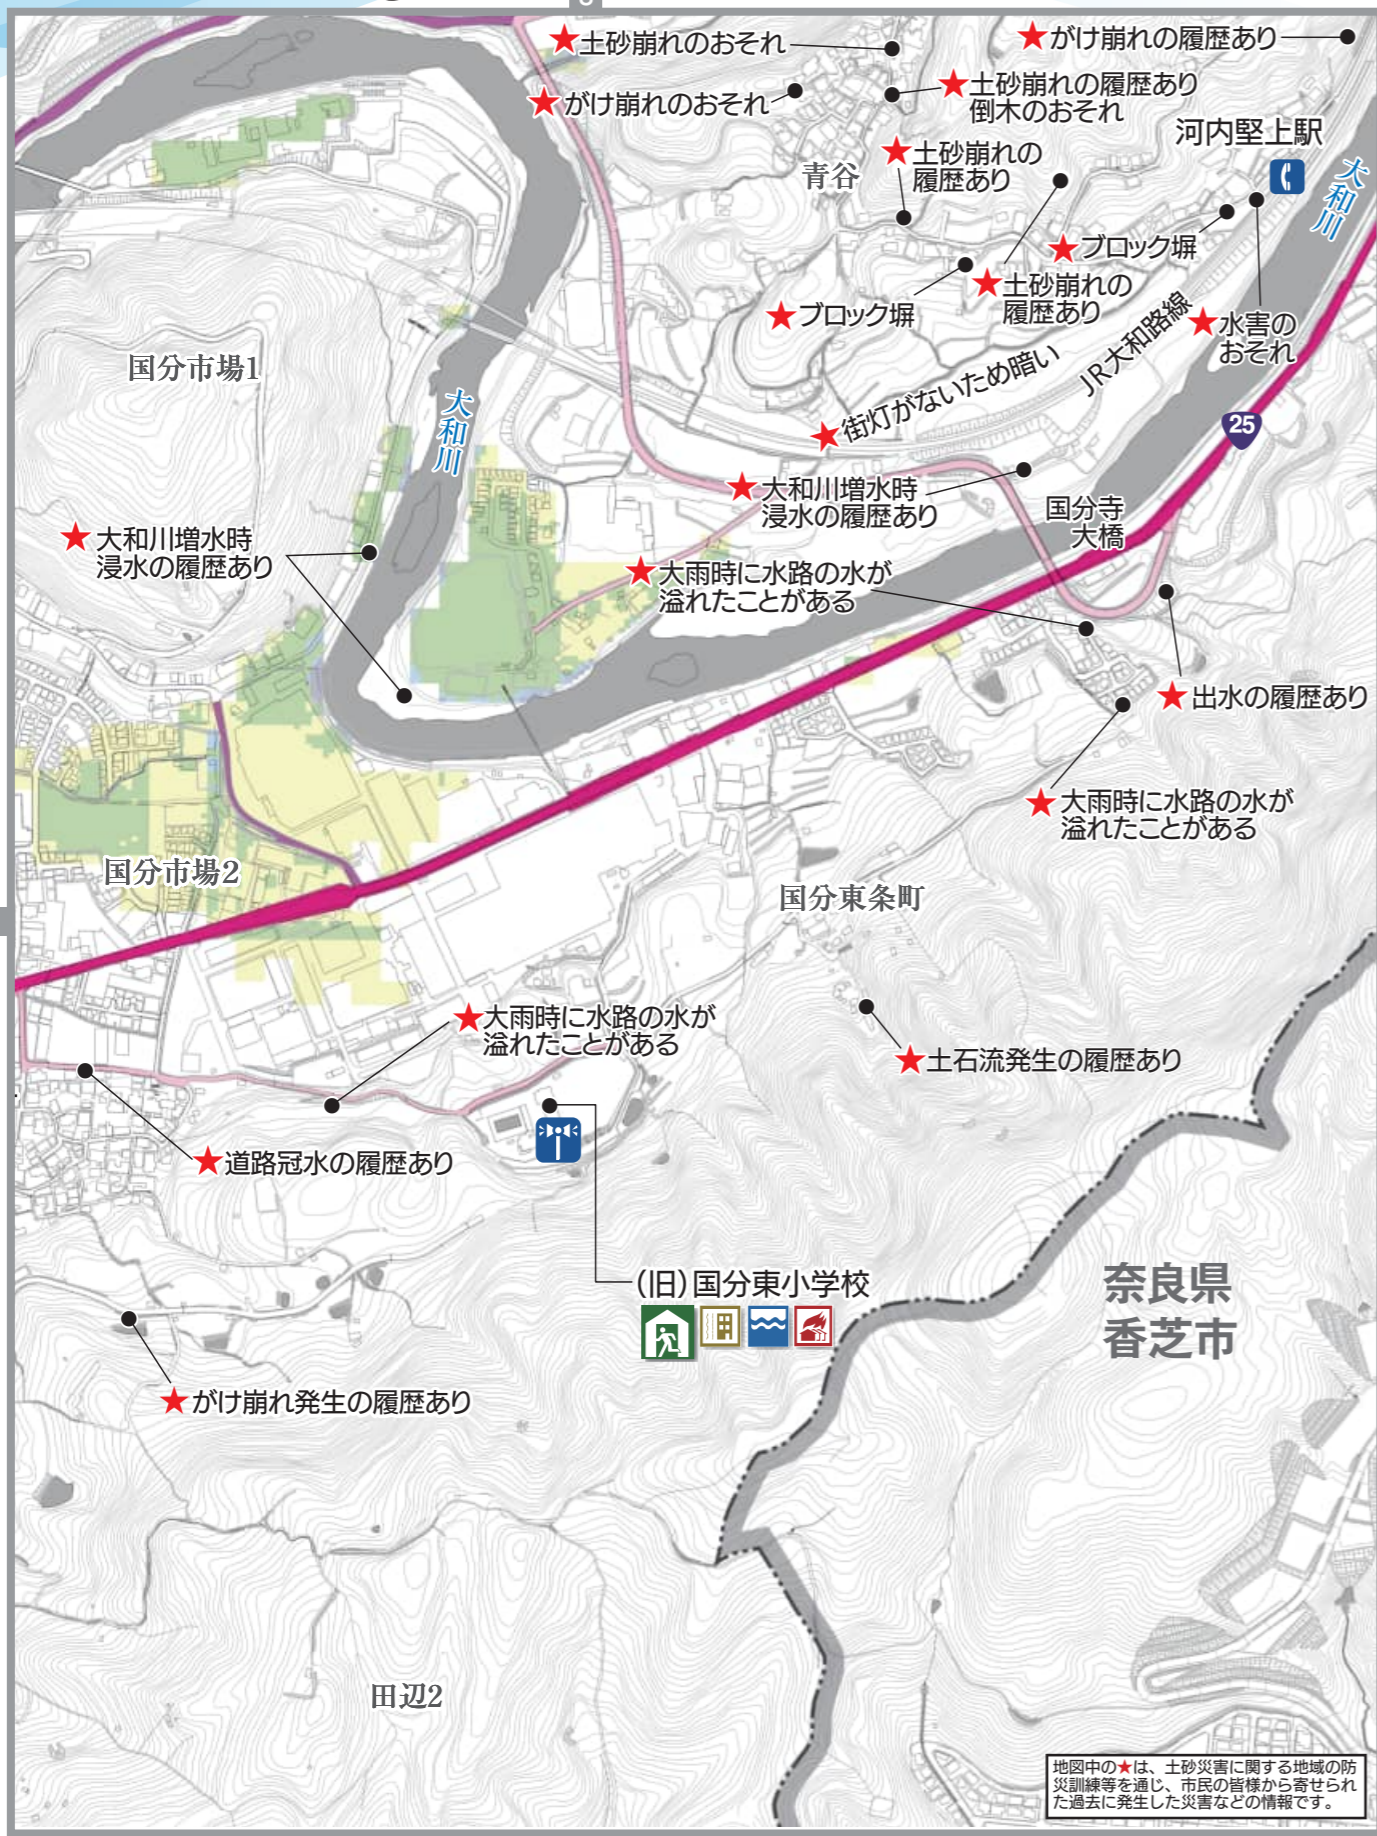 土砂崩れのおそれ
がけ崩れの履歴あり
がけ崩れのおそれ
土砂崩れの履歴あり
倒木のおそれ
河内堅上駅
土砂崩れの
履歴あり
青谷
大和川
ブロック塀
土砂崩れの
履歴あり
ブロック塀
水害の
おそれ
JR大和路線
街灯がないため暗い
国分市場1
大和川
25
大和川増水時
浸水の履歴あり
国分寺
大橋
大和川増水時
浸水の履歴あり
大雨時に水路の水が
溢れたことがある
出水の履歴あり
大雨時に水路の水が
溢れたことがある
国分市場2
国分東条町
大雨時に水路の水が
溢れたことがある
土石流発生の履歴あり
道路冠水の履歴あり
(旧)国分東小学校
奈良県
香芝市
がけ崩れ発生の履歴あり
田辺2
地図中の★は、土砂災害に関する地域の防
災訓練等を通じ、市民の皆様から寄せられ
た過去に発生した災害などの情報です。